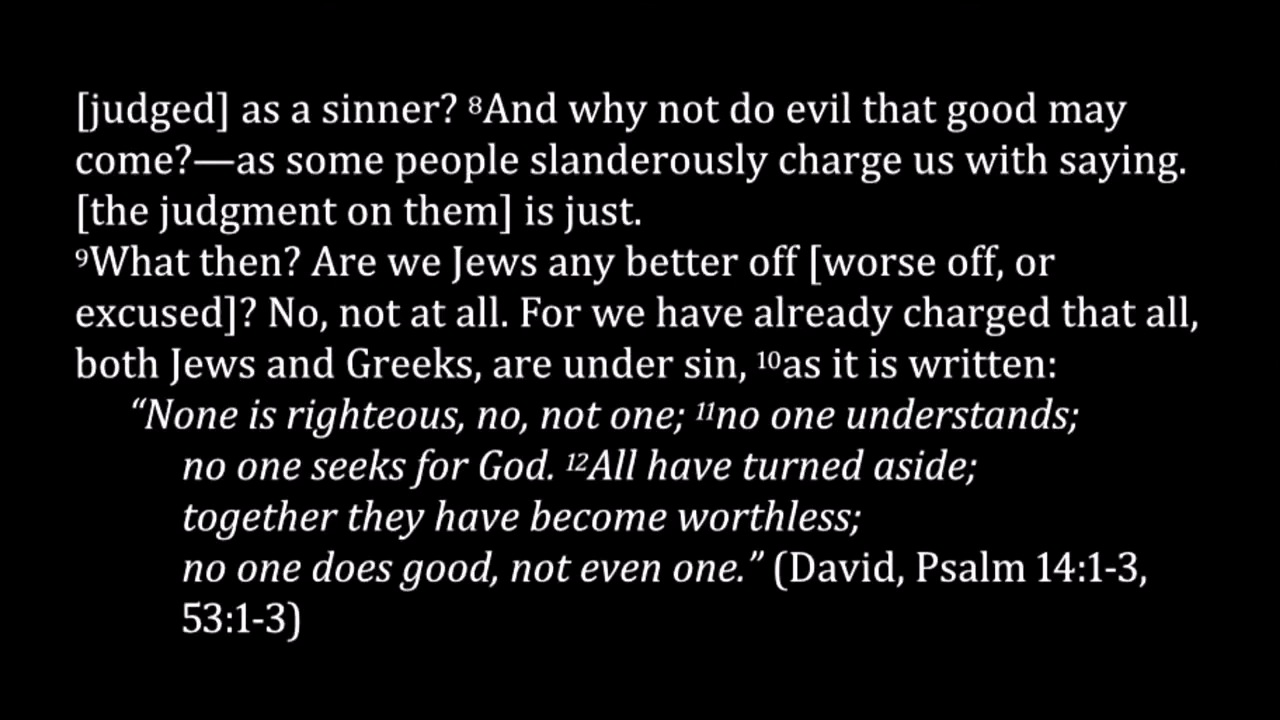 [judged] as a sinner? ⁸And why not do evil that good may
come?—as some people slanderously charge us with saying.
[the judgment on them] is just.
⁹What then? Are we Jews any better off [worse off, or
excused]? No, not at all. For we have already charged that all,
both Jews and Greeks, are under sin, ¹⁰as it is written:
“None is righteous, no, not one; ¹¹no one understands;
no one seeks for God. ¹²All have turned aside;
together they have become worthless;
no one does good, not even one.” (David, Psalm 14:1-3,
53:1-3)